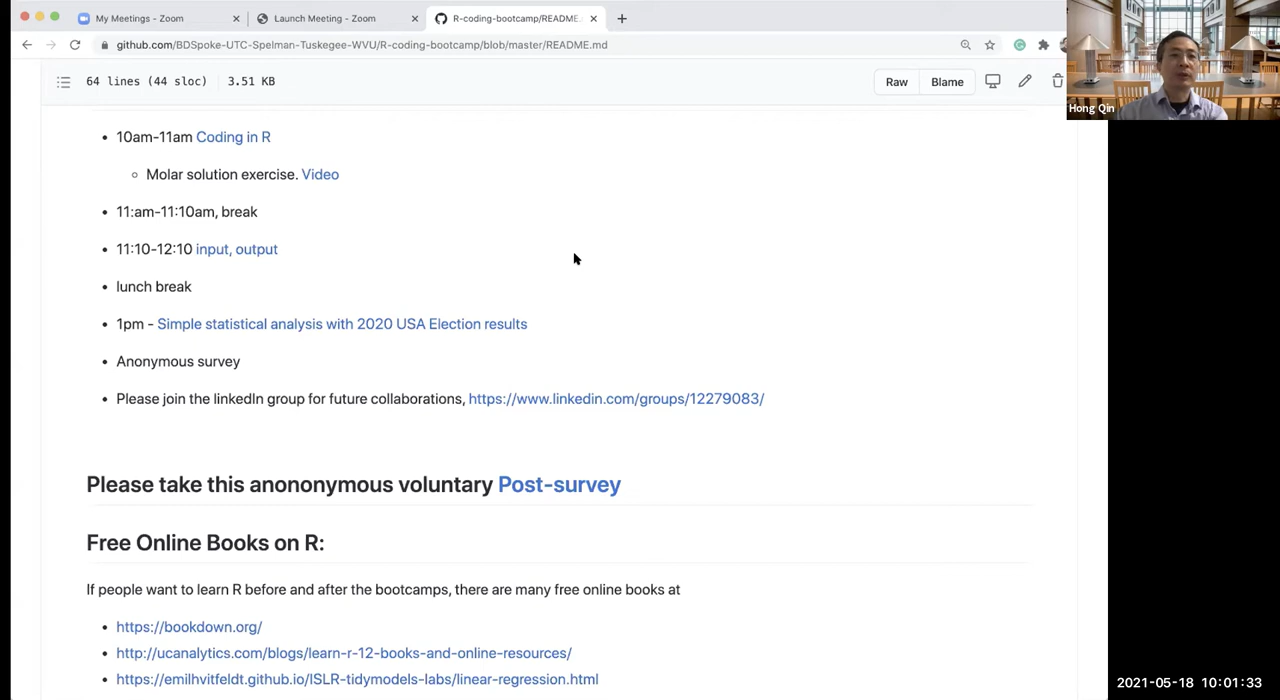 My Meetings - Zoom
Launch Meeting - Zoom
R-coding-bootcamp/README.
github.com/BDSpoke-UTC-Spelman-Tuskegee-WVU/R-coding-bootcamp/blob/master/README.md
Hong Qin
64 lines (44 sloc) 3.51 KB
Raw Blame
10am-11am Coding in R
Molar solution exercise. Video
11:am-11:10am, break
11:10-12:10 input, output
lunch break
1pm - Simple statistical analysis with 2020 USA Election results
Anonymous survey
Please join the linkedIn group for future collaborations, https://www.linkedin.com/groups/12279083/
Please take this anononymous voluntary Post-survey
Free Online Books on R:
If people want to learn R before and after the bootcamps, there are many free online books at
https://bookdown.org/
http://ucanalytics.com/blogs/learn-r-12-books-and-online-resources/
https://emilhvitfeldt.github.io/ISLR-tidymodels-labs/linear-regression.html
2021-05-18 10:01:33